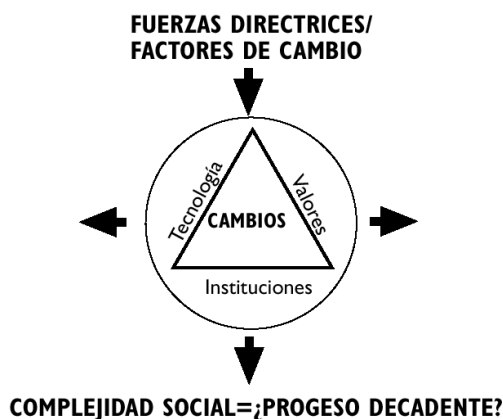 FUERZAS DIRECTRICES/
FACTORES DE CAMBIO
Tecnología
Valores
CAMBIOS
Instituciones
COMPLEJIDAD SOCIAL=¿PROGESO DECADENTE?